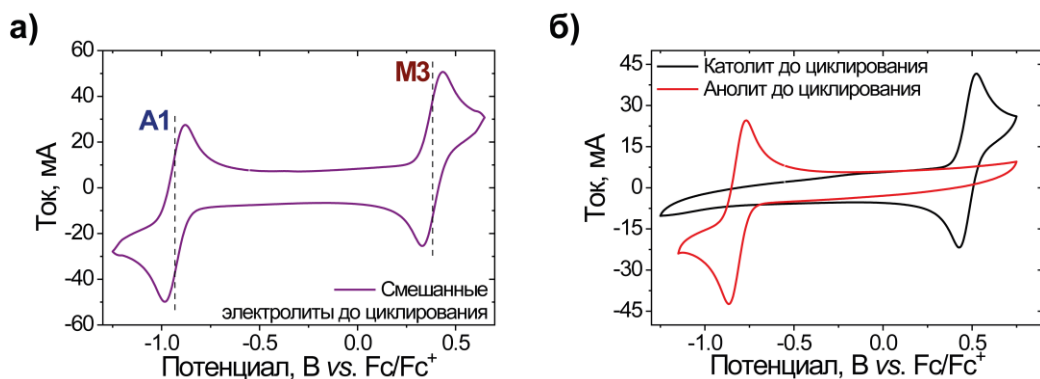 а)
60
40
20
0
-20
-40
-60
Ток, мА
A1
M3
Смешанные
электролиты до циклирования
-1.0
-0.5
0.0
0.5
Потенциал, В vs. Fc/Fc⁺
б)
45
30
15
0
-15
-30
-45
Ток, мА
Католит до циклирования
Анолит до циклирования
-1.0
-0.5
0.0
0.5
Потенциал, В vs. Fc/Fc⁺